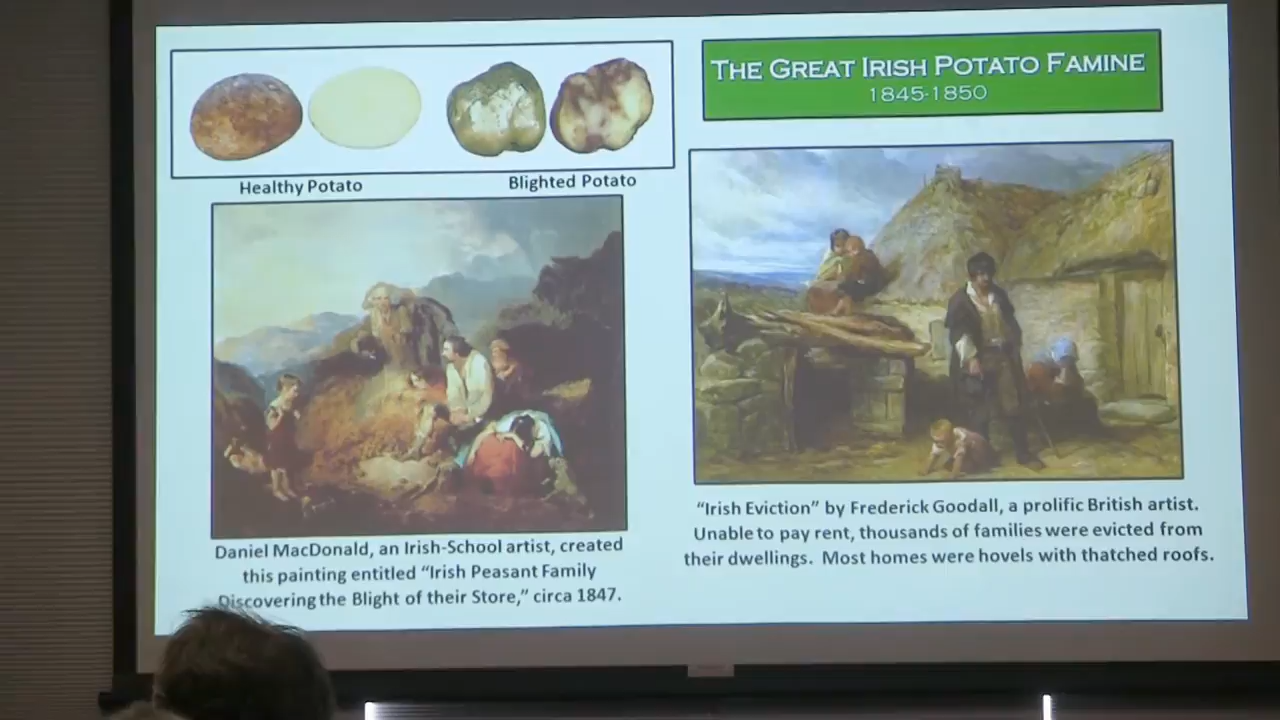 THE GREAT IRISH POTATO FAMINE
1845-1850
Healthy Potato
Blighted Potato
Daniel MacDonald, an Irish-School artist, created
this painting entitled “Irish Peasant Family
Discovering the Blight of their Store,” circa 1847.
“Irish Eviction” by Frederick Goodall, a prolific British artist.
Unable to pay rent, thousands of families were evicted from
their dwellings. Most homes were hovels with thatched roofs.